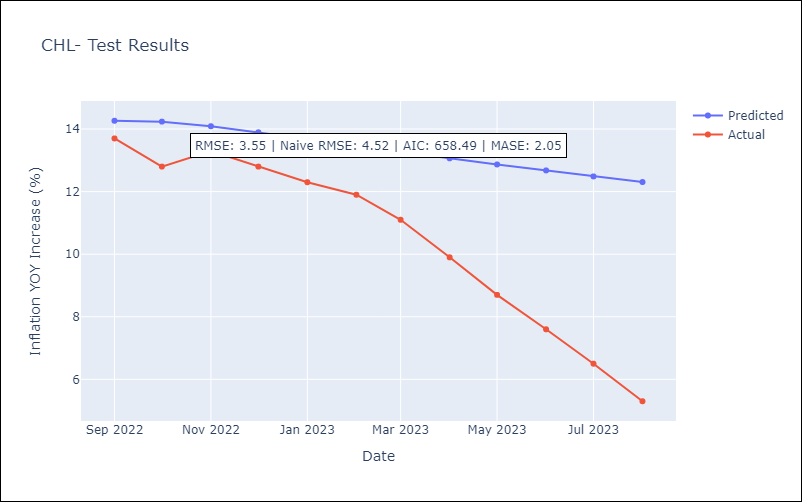 CHL- Test Results
Predicted
Actual
RMSE: 3.55 | Naive RMSE: 4.52 | AIC: 658.49 | MASE: 2.05
Inflation YOY Increase (%)
14
12
10
8
6
Sep 2022
Nov 2022
Jan 2023
Mar 2023
May 2023
Jul 2023
Date